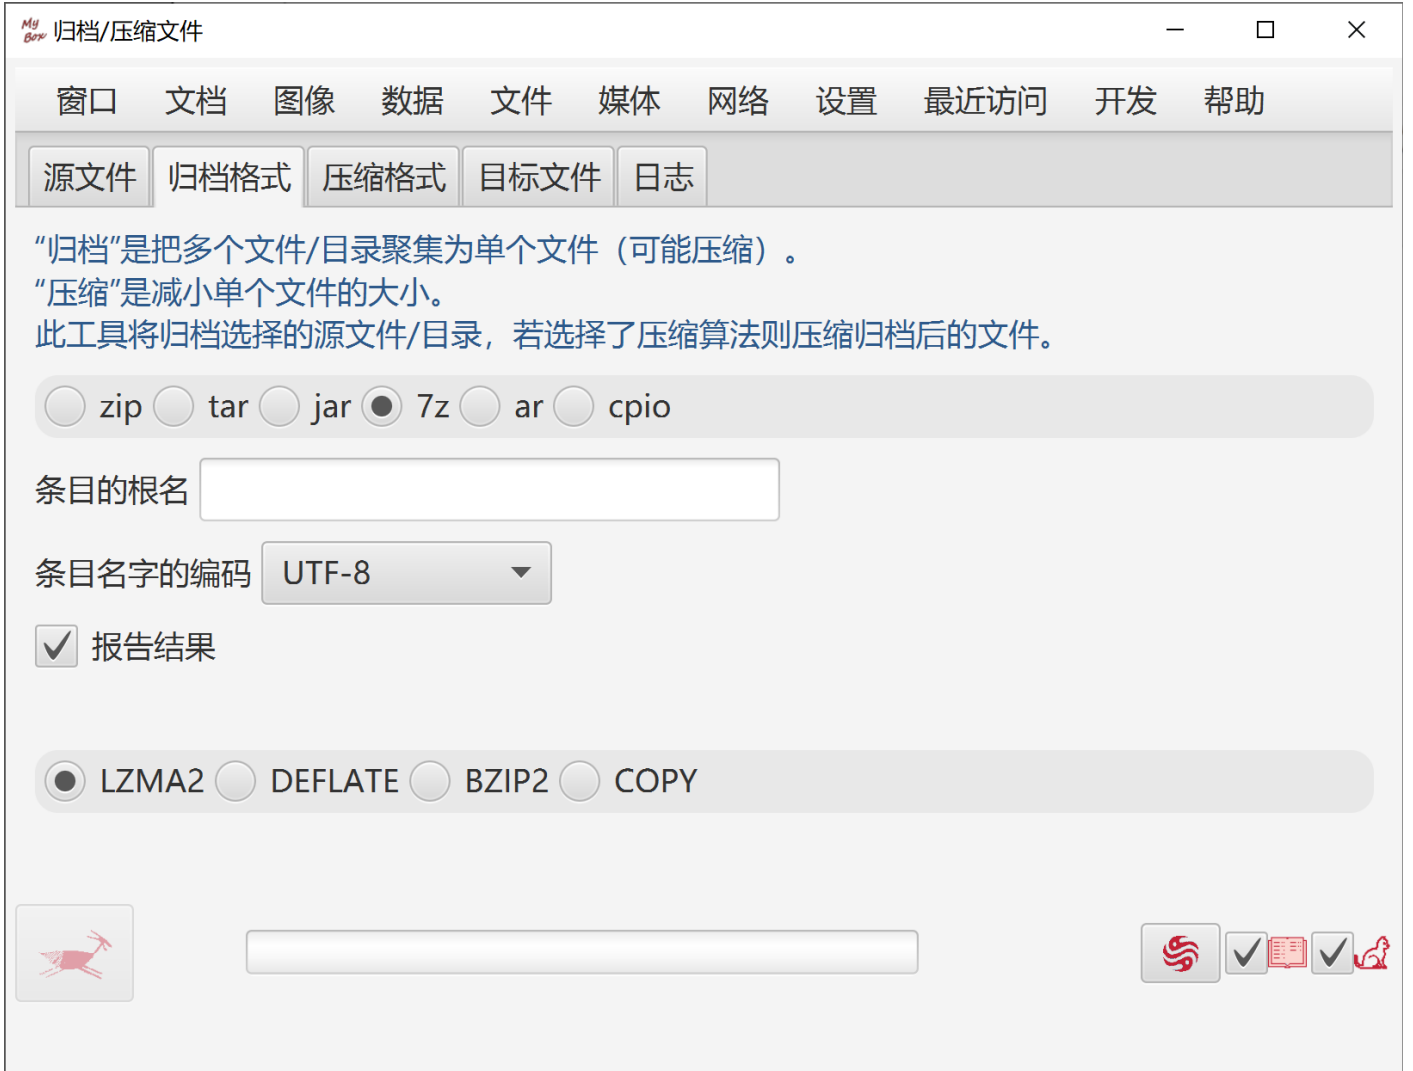 My Box 归档/压缩文件
窗口 文档 图像 数据 文件 媒体 网络 设置 最近访问 开发 帮助
源文件 归档格式 压缩格式 目标文件 日志
“归档”是把多个文件/目录聚集为单个文件（可能压缩）。
“压缩”是减小单个文件的大小。
此工具将归档选择的源文件/目录，若选择了压缩算法则压缩归档后的文件。
zip tar jar 7z ar cpio
条目的根名
条目名字的编码 UTF-8
报告结果
LZMA2 DEFLATE BZIP2 COPY